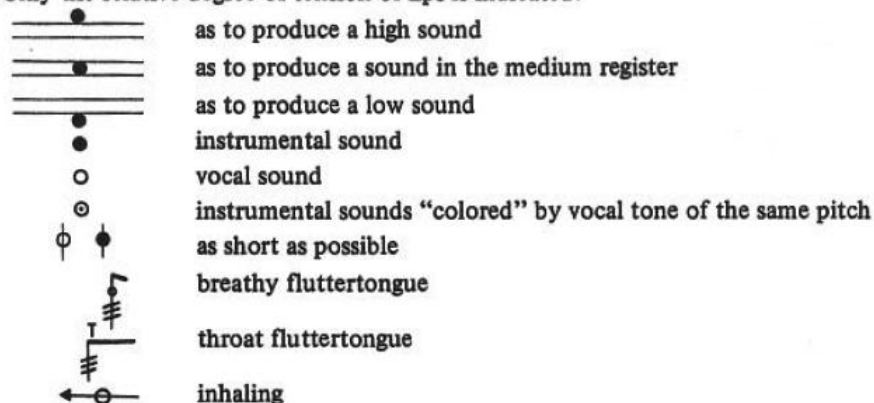 as to produce a high sound
as to produce a sound in the medium register
as to produce a low sound
instrumental sound
vocal sound
instrumental sounds “colored” by vocal tone of the same pitch
as short as possible
breathy fluttertongue
T
throat fluttertongue
inhaling